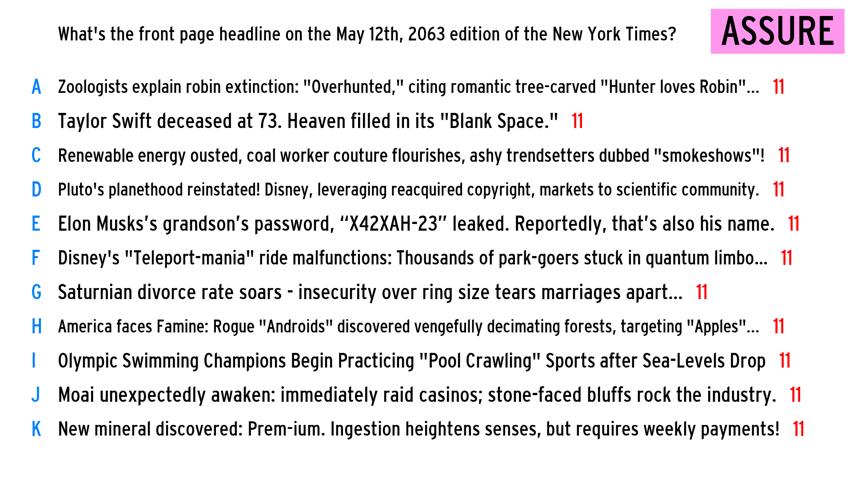 What's the front page headline on the May 12th, 2063 edition of the New York Times?
ASSURE
A Zoologists explain robin extinction: "Overhunted," citing romantic tree-carved "Hunter loves Robin"... 11
B Taylor Swift deceased at 73. Heaven filled in its "Blank Space." 11
C Renewable energy ousted, coal worker couture flourishes, ashy trendsetters dubbed "smokeshows"! 11
D Pluto's planethood reinstated! Disney, leveraging reacquired copyright, markets to scientific community. 11
E Elon Musks’s grandson’s password, “X42XAH-23” leaked. Reportedly, that’s also his name. 11
F Disney's "Teleport-mania" ride malfunctions: Thousands of park-goers stuck in quantum limbo... 11
G Saturnian divorce rate soars - insecurity over ring size tears marriages apart... 11
H America faces Famine: Rogue "Androids" discovered vengefully decimating forests, targeting "Apples"... 11
I Olympic Swimming Champions Begin Practicing "Pool Crawling" Sports after Sea-Levels Drop 11
J Moai unexpectedly awaken: immediately raid casinos; stone-faced bluffs rock the industry. 11
K New mineral discovered: Prem-ium. Ingestion heightens senses, but requires weekly payments! 11